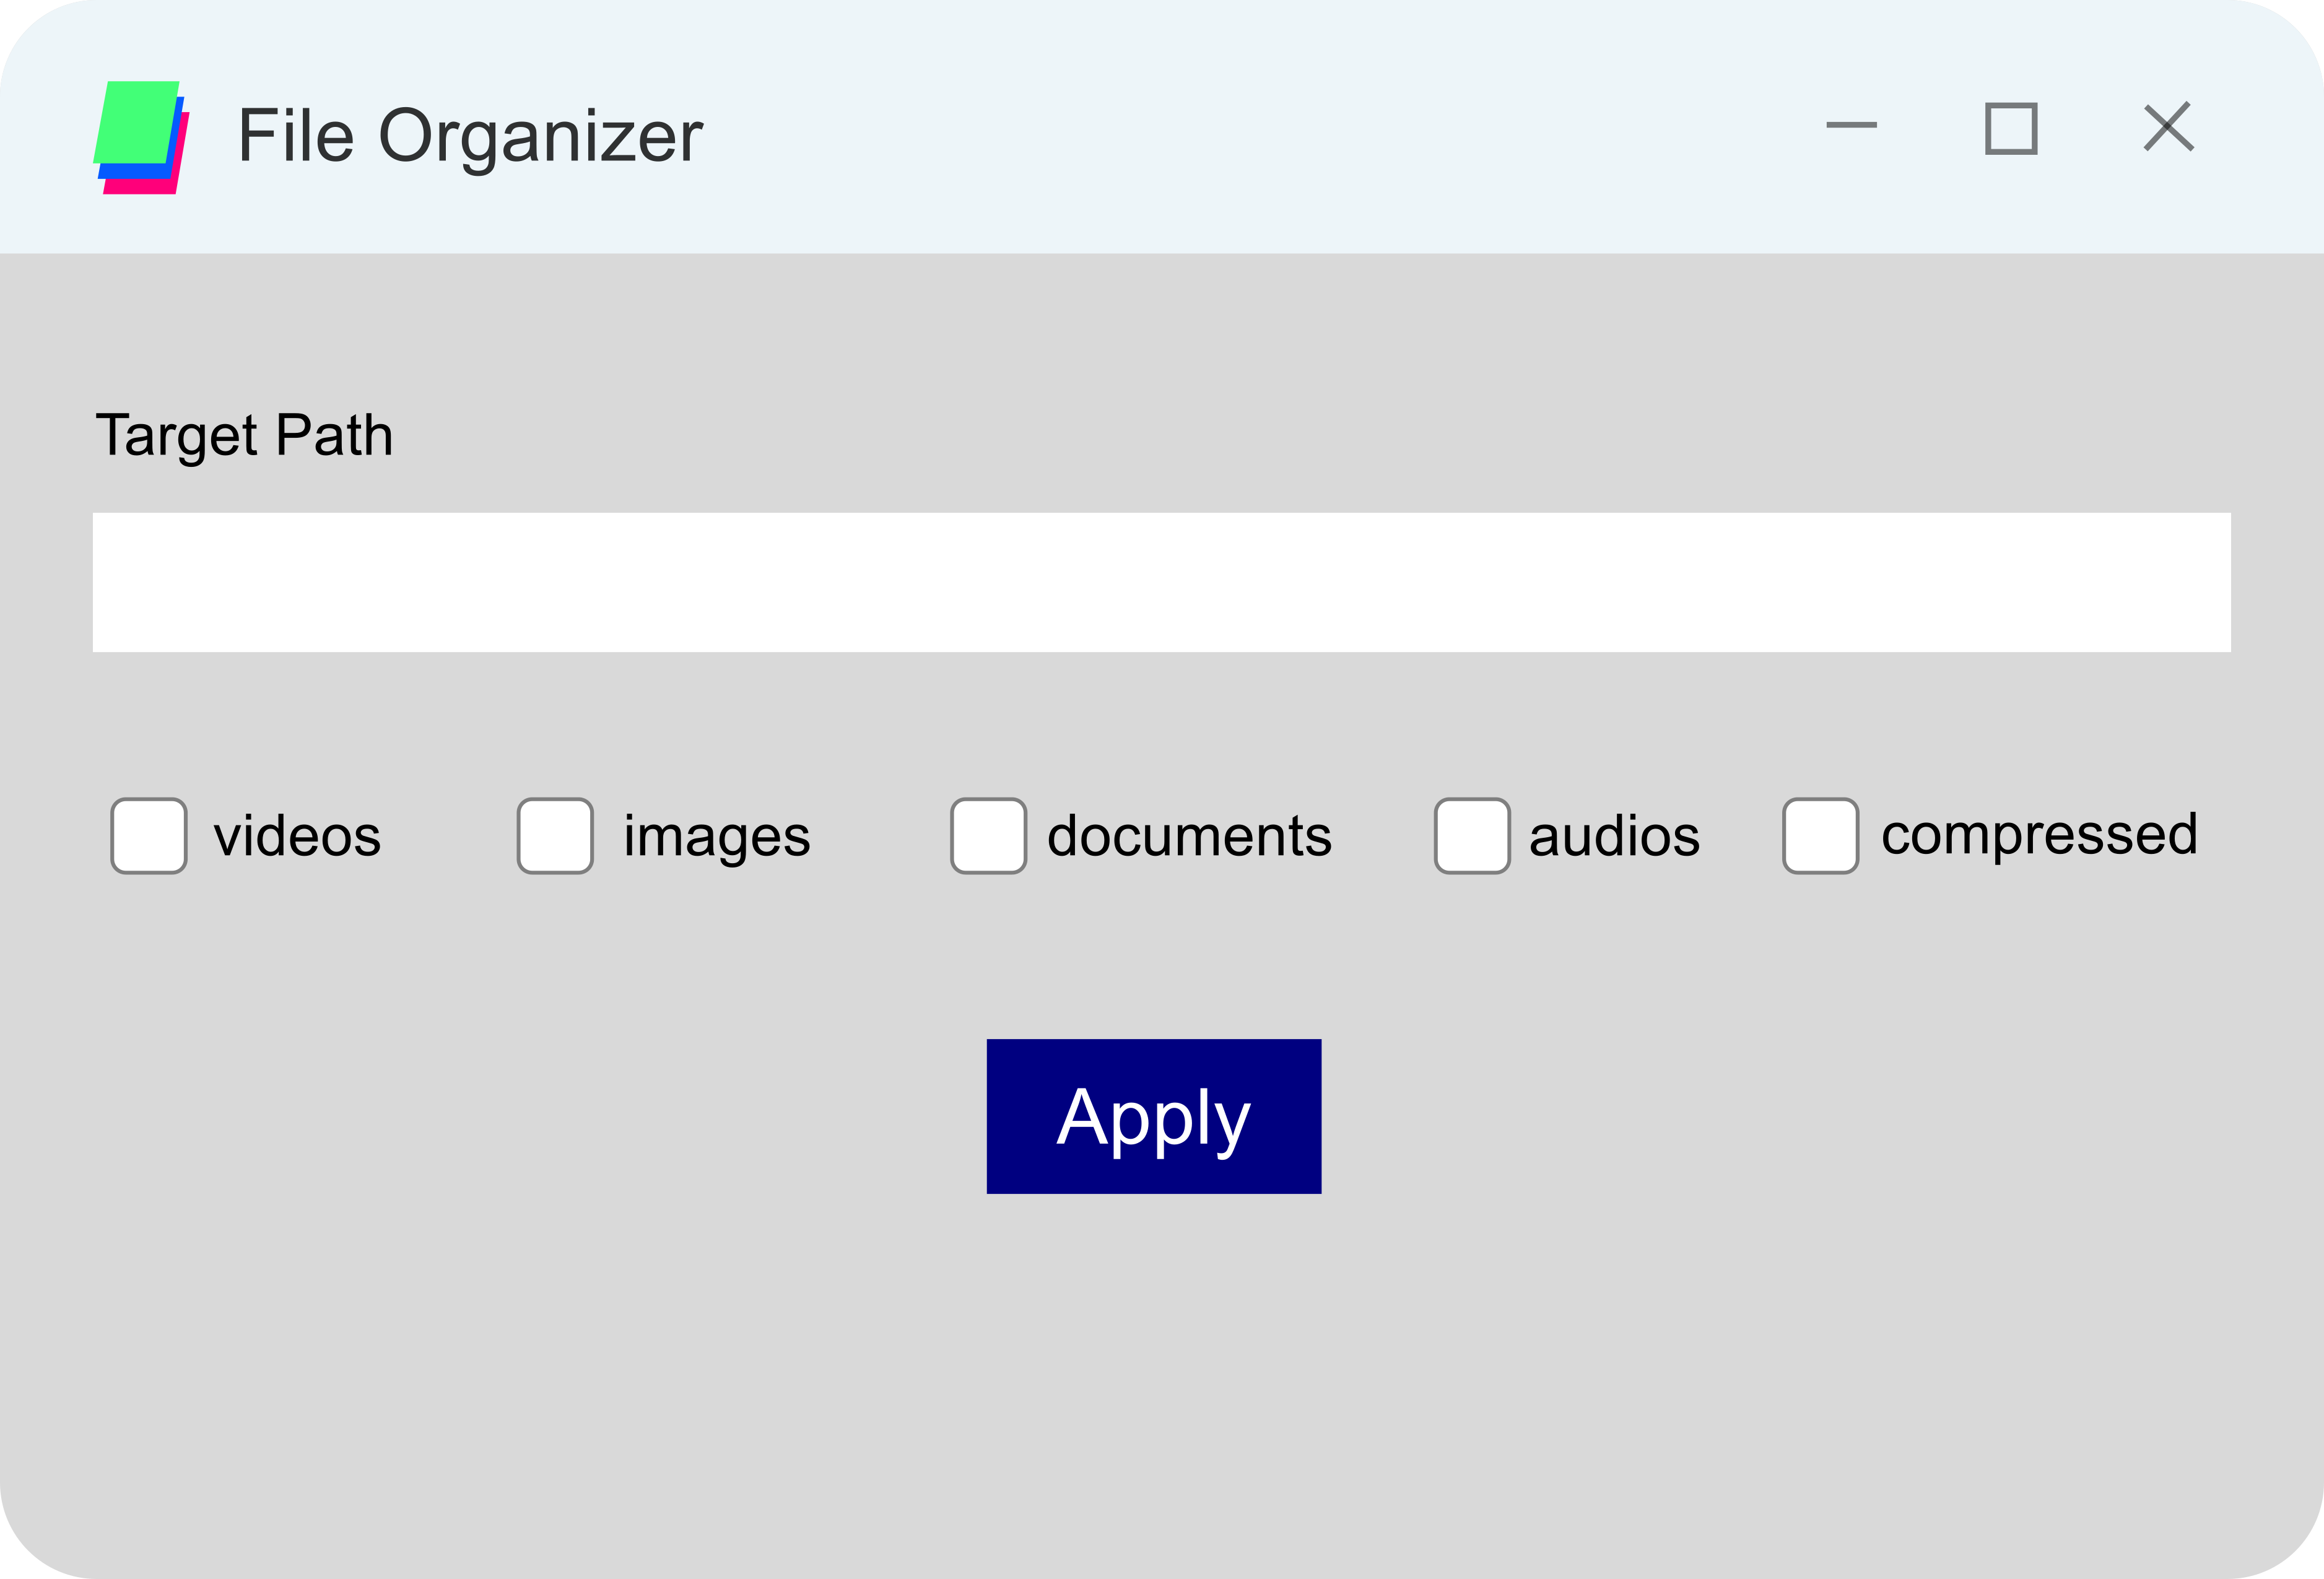 File Organizer
Target Path
videos images documents audios compressed
Apply